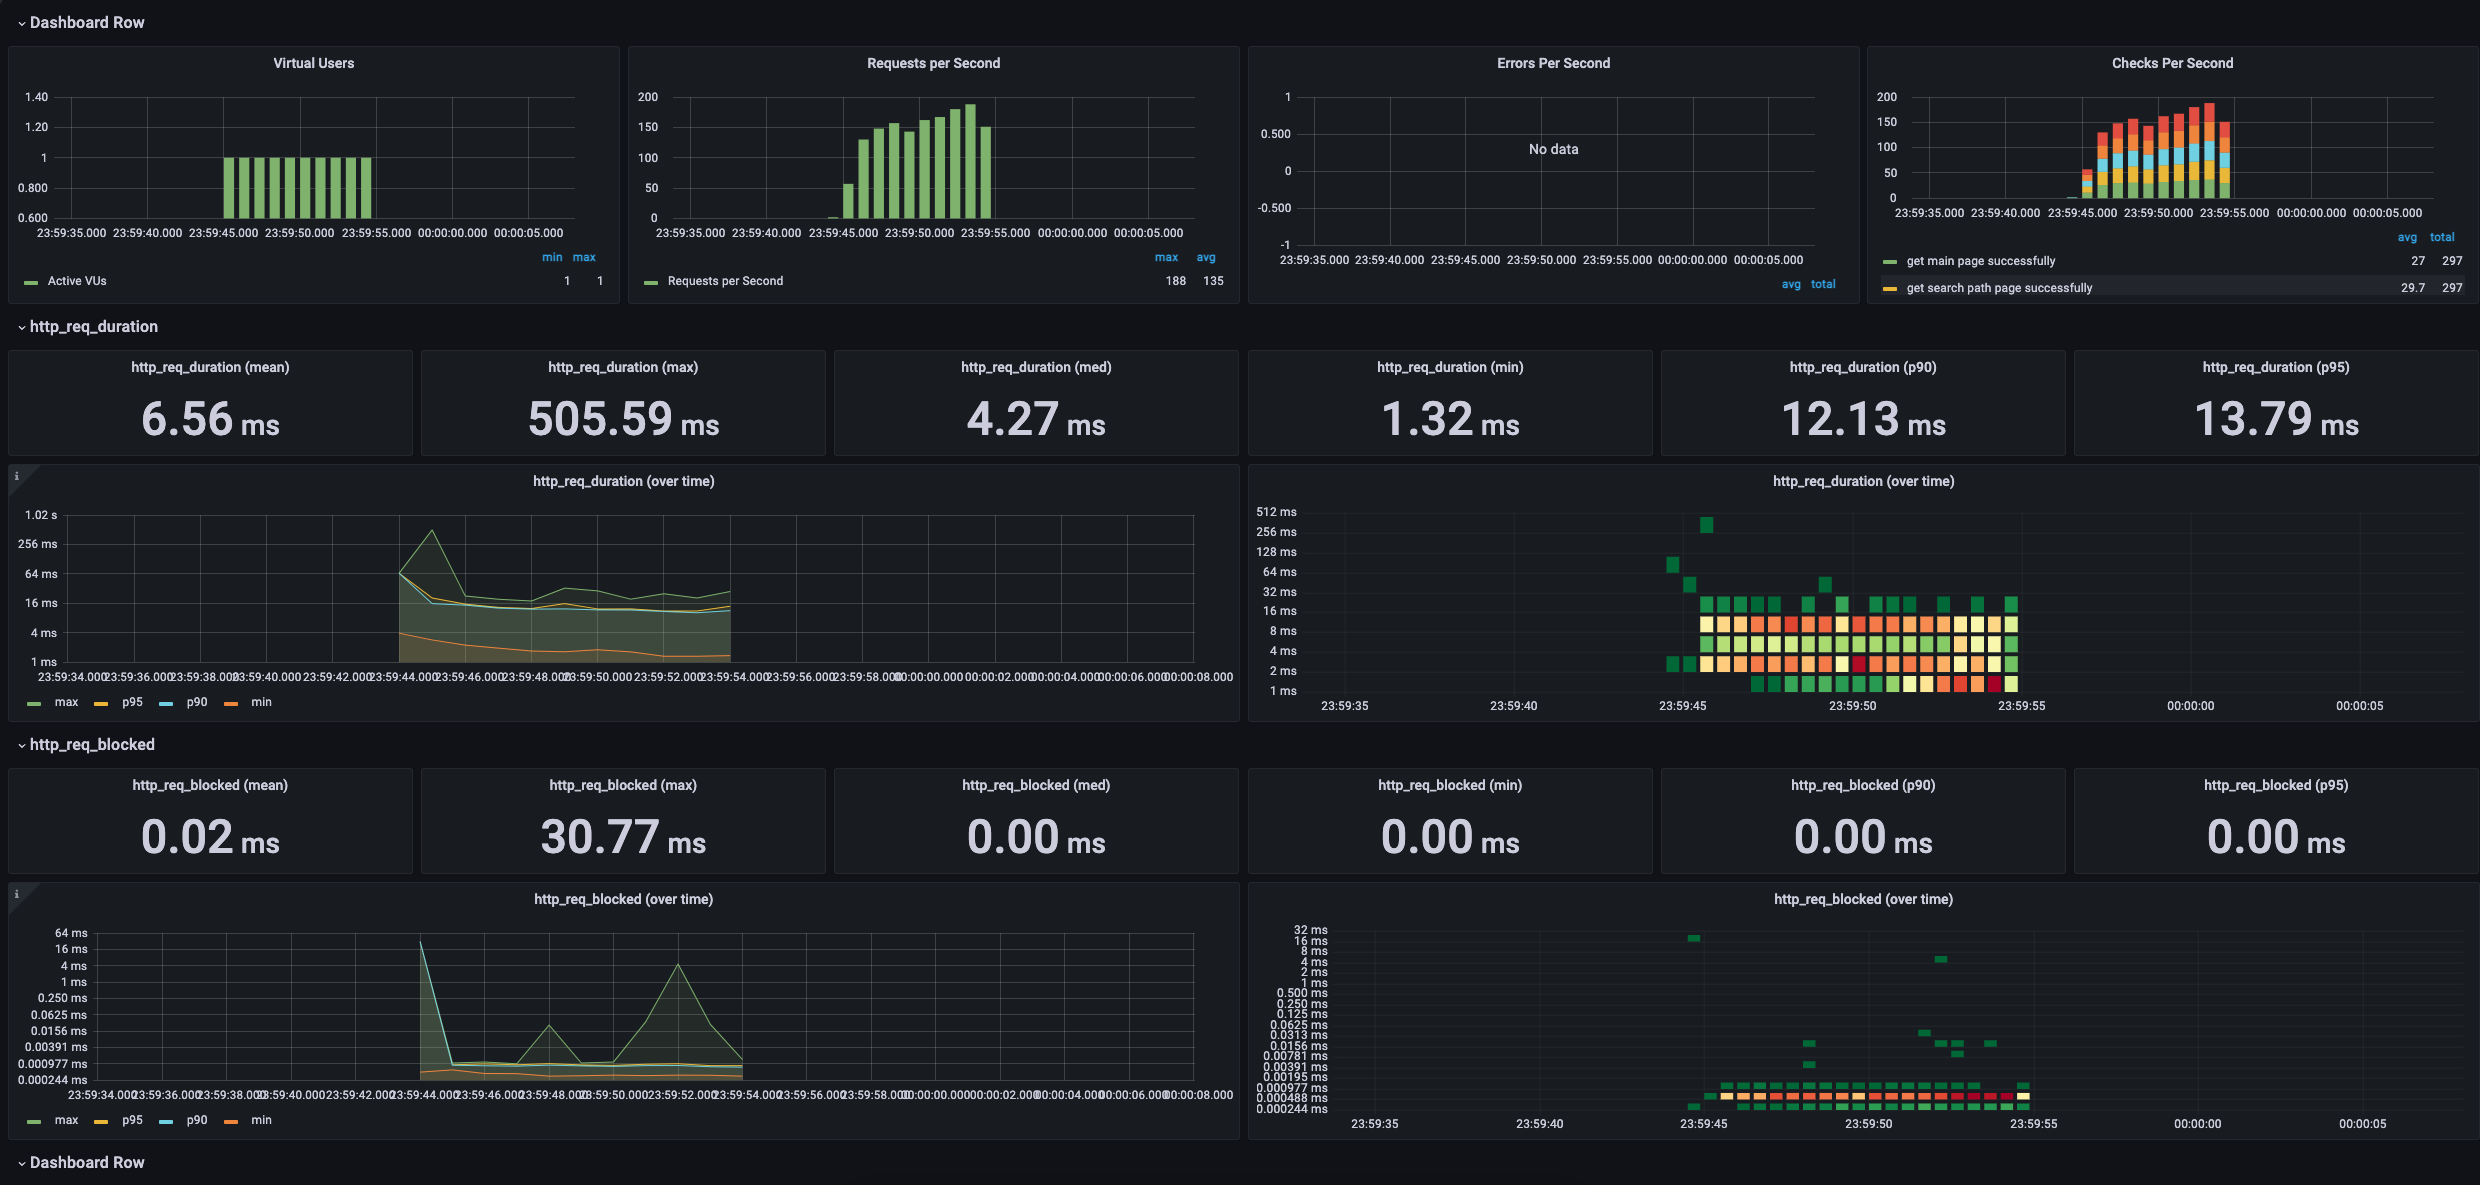 Dashboard Row
Virtual Users
1.40
1.20
1
0.800
0.600
23:59:35.000 23:59:40.000 23:59:45.000 23:59:50.000 23:59:55.000 00:00:00.000 00:00:05.000
min max
Active VUs 1 1
Requests per Second
200
150
100
50
0
23:59:35.000 23:59:40.000 23:59:45.000 23:59:50.000 23:59:55.000 00:00:00.000 00:00:05.000
max avg
Requests per Second 188 135
Errors Per Second
1
0.500
0
-0.500
-1
No data
23:59:35.000 23:59:40.000 23:59:45.000 23:59:50.000 23:59:55.000 00:00:00.000 00:00:05.000
avg total
Checks Per Second
200
150
100
50
0
23:59:35.000 23:59:40.000 23:59:45.000 23:59:50.000 23:59:55.000 00:00:00.000 00:00:05.000
avg total
get main page successfully 27 297
get search path page successfully 29.7 297
http_req_duration
http_req_duration (mean)
6.56 ms
http_req_duration (max)
505.59 ms
http_req_duration (med)
4.27 ms
http_req_duration (min)
1.32 ms
http_req_duration (p90)
12.13 ms
http_req_duration (p95)
13.79 ms
i
http_req_duration (over time)
1.02 s
256 ms
64 ms
16 ms
4 ms
1 ms
23:59:34.000 23:59:36.000 23:59:38.000 23:59:40.000 23:59:42.000 23:59:44.000 23:59:46.000 23:59:48.000 23:59:50.000 23:59:52.000 23:59:54.000 23:59:56.000 23:59:58.000 00:00:00.000 00:00:02.000 00:00:04.000 00:00:06.000 00:00:08.000
max p95 p90 min
http_req_duration (over time)
512 ms
256 ms
128 ms
64 ms
32 ms
16 ms
8 ms
4 ms
2 ms
1 ms
23:59:35 23:59:40 23:59:45 23:59:50 23:59:55 00:00:00 00:00:05
http_req_blocked
http_req_blocked (mean)
0.02 ms
http_req_blocked (max)
30.77 ms
http_req_blocked (med)
0.00 ms
http_req_blocked (min)
0.00 ms
http_req_blocked (p90)
0.00 ms
http_req_blocked (p95)
0.00 ms
i
http_req_blocked (over time)
64 ms
16 ms
4 ms
1 ms
0.250 ms
0.0625 ms
0.0156 ms
0.00391 ms
0.000977 ms
0.000244 ms
23:59:34.000 23:59:36.000 23:59:38.000 23:59:40.000 23:59:42.000 23:59:44.000 23:59:46.000 23:59:48.000 23:59:50.000 23:59:52.000 23:59:54.000 23:59:56.000 23:59:58.000 00:00:00.000 00:00:02.000 00:00:04.000 00:00:06.000 00:00:08.000
max p95 p90 min
http_req_blocked (over time)
32 ms
16 ms
8 ms
4 ms
2 ms
1 ms
0.500 ms
0.250 ms
0.125 ms
0.0625 ms
0.0313 ms
0.0156 ms
0.00781 ms
0.00391 ms
0.00195 ms
0.000977 ms
0.000488 ms
0.000244 ms
23:59:35 23:59:40 23:59:45 23:59:50 23:59:55 00:00:00 00:00:05
Dashboard Row